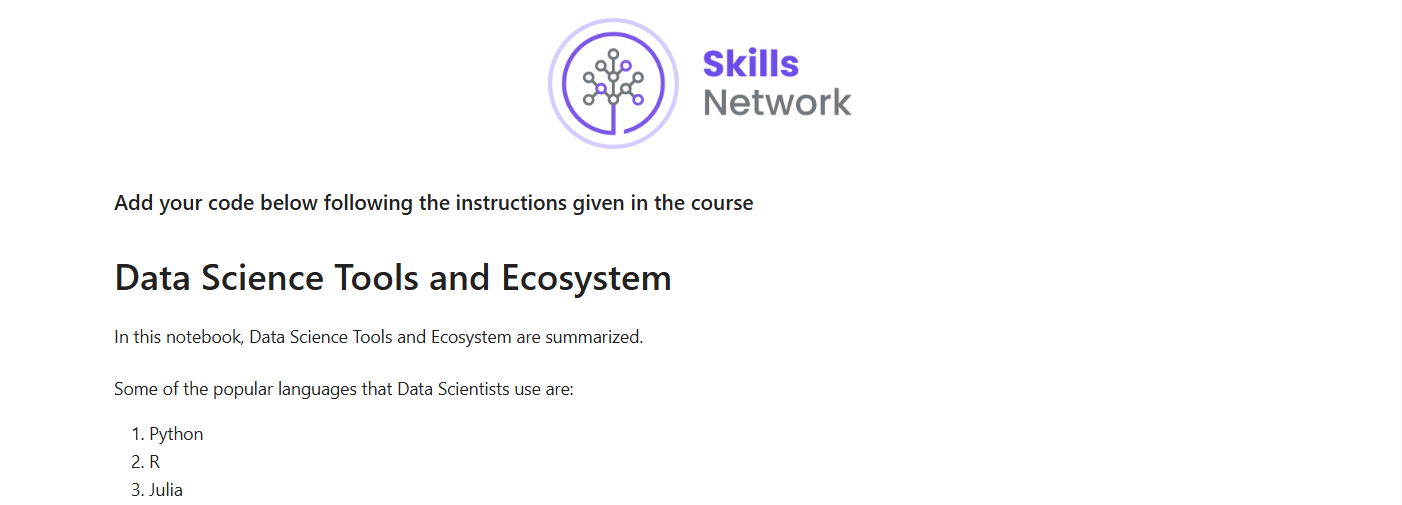 Skills
Network
Add your code below following the instructions given in the course
Data Science Tools and Ecosystem
In this notebook, Data Science Tools and Ecosystem are summarized.
Some of the popular languages that Data Scientists use are:
1. Python
2. R
3. Julia